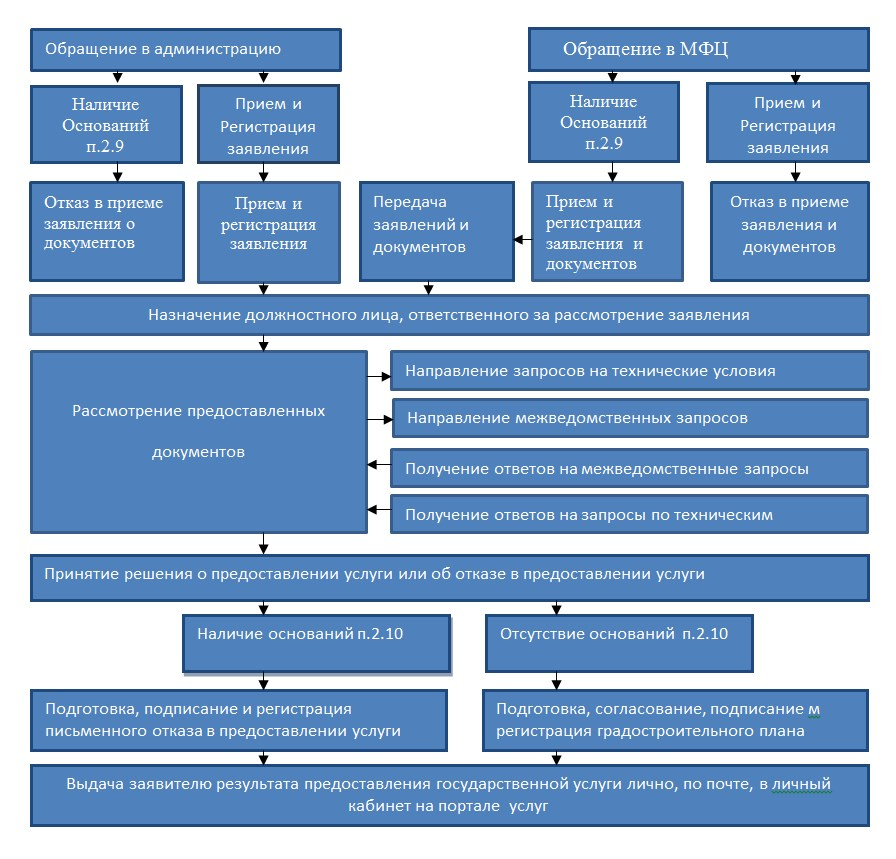 Обращение в администрацию
Обращение в МФЦ
Наличие
Оснований
п.2.9
Прием и
Регистрация
заявления
Наличие
Оснований
п.2.9
Прием и
Регистрация
заявления
Отказ в приеме
заявления о
документов
Прием и
регистрация
заявления
Передача
заявлений и
документов
Прием и
регистрация
заявления и
документов
Отказ в приеме
заявления и
документов
Назначение должностного лица, ответственного за рассмотрение заявления
Рассмотрение предоставленных
документов
Направление запросов на технические условия
Направление межведомственных запросов
Получение ответов на межведомственные запросы
Получение ответов на запросы по техническим
Принятие решения о предоставлении услуги или об отказе в предоставлении услуги
Наличие оснований п.2.10
Отсутствие оснований п.2.10
Подготовка, подписание и регистрация
письменного отказа в предоставлении услуги
Подготовка, согласование, подписание м
регистрация градостроительного плана
Выдача заявителю результата предоставления государственной услуги лично, по почте, в личный
кабинет на портале услуг